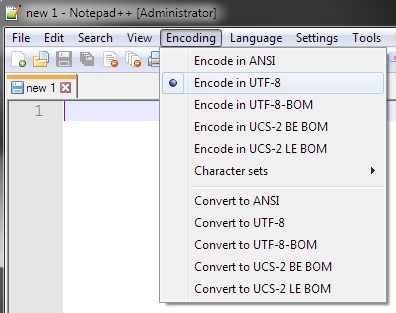 new 1 - Notepad++ [Administrator]
File Edit Search View Encoding Language Settings Tools
new 1
1
Encode in ANSI
Encode in UTF-8
Encode in UTF-8-BOM
Encode in UCS-2 BE BOM
Encode in UCS-2 LE BOM
Character sets
Convert to ANSI
Convert to UTF-8
Convert to UTF-8-BOM
Convert to UCS-2 BE BOM
Convert to UCS-2 LE BOM